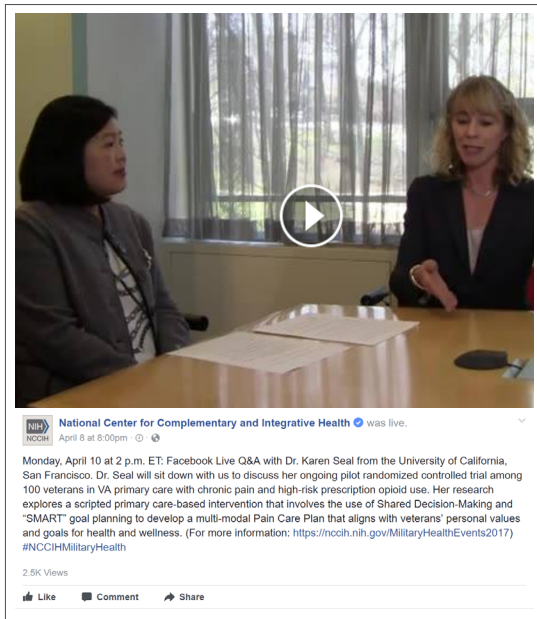 NIH
NCCIH
National Center for Complementary and Integrative Health was live.
April 8 at 8:00pm ·
Monday, April 10 at 2 p.m. ET: Facebook Live Q&A with Dr. Karen Seal from the University of California,
San Francisco. Dr. Seal will sit down with us to discuss her ongoing pilot randomized controlled trial among
100 veterans in VA primary care with chronic pain and high-risk prescription opioid use. Her research
explores a scripted primary care-based intervention that involves the use of Shared Decision-Making and
“SMART” goal planning to develop a multi-modal Pain Care Plan that aligns with veterans’ personal values
and goals for health and wellness. (For more information: https://nccih.nih.gov/MilitaryHealthEvents2017)
#NCCIHMilitaryHealth
2.5K Views
Like Comment Share